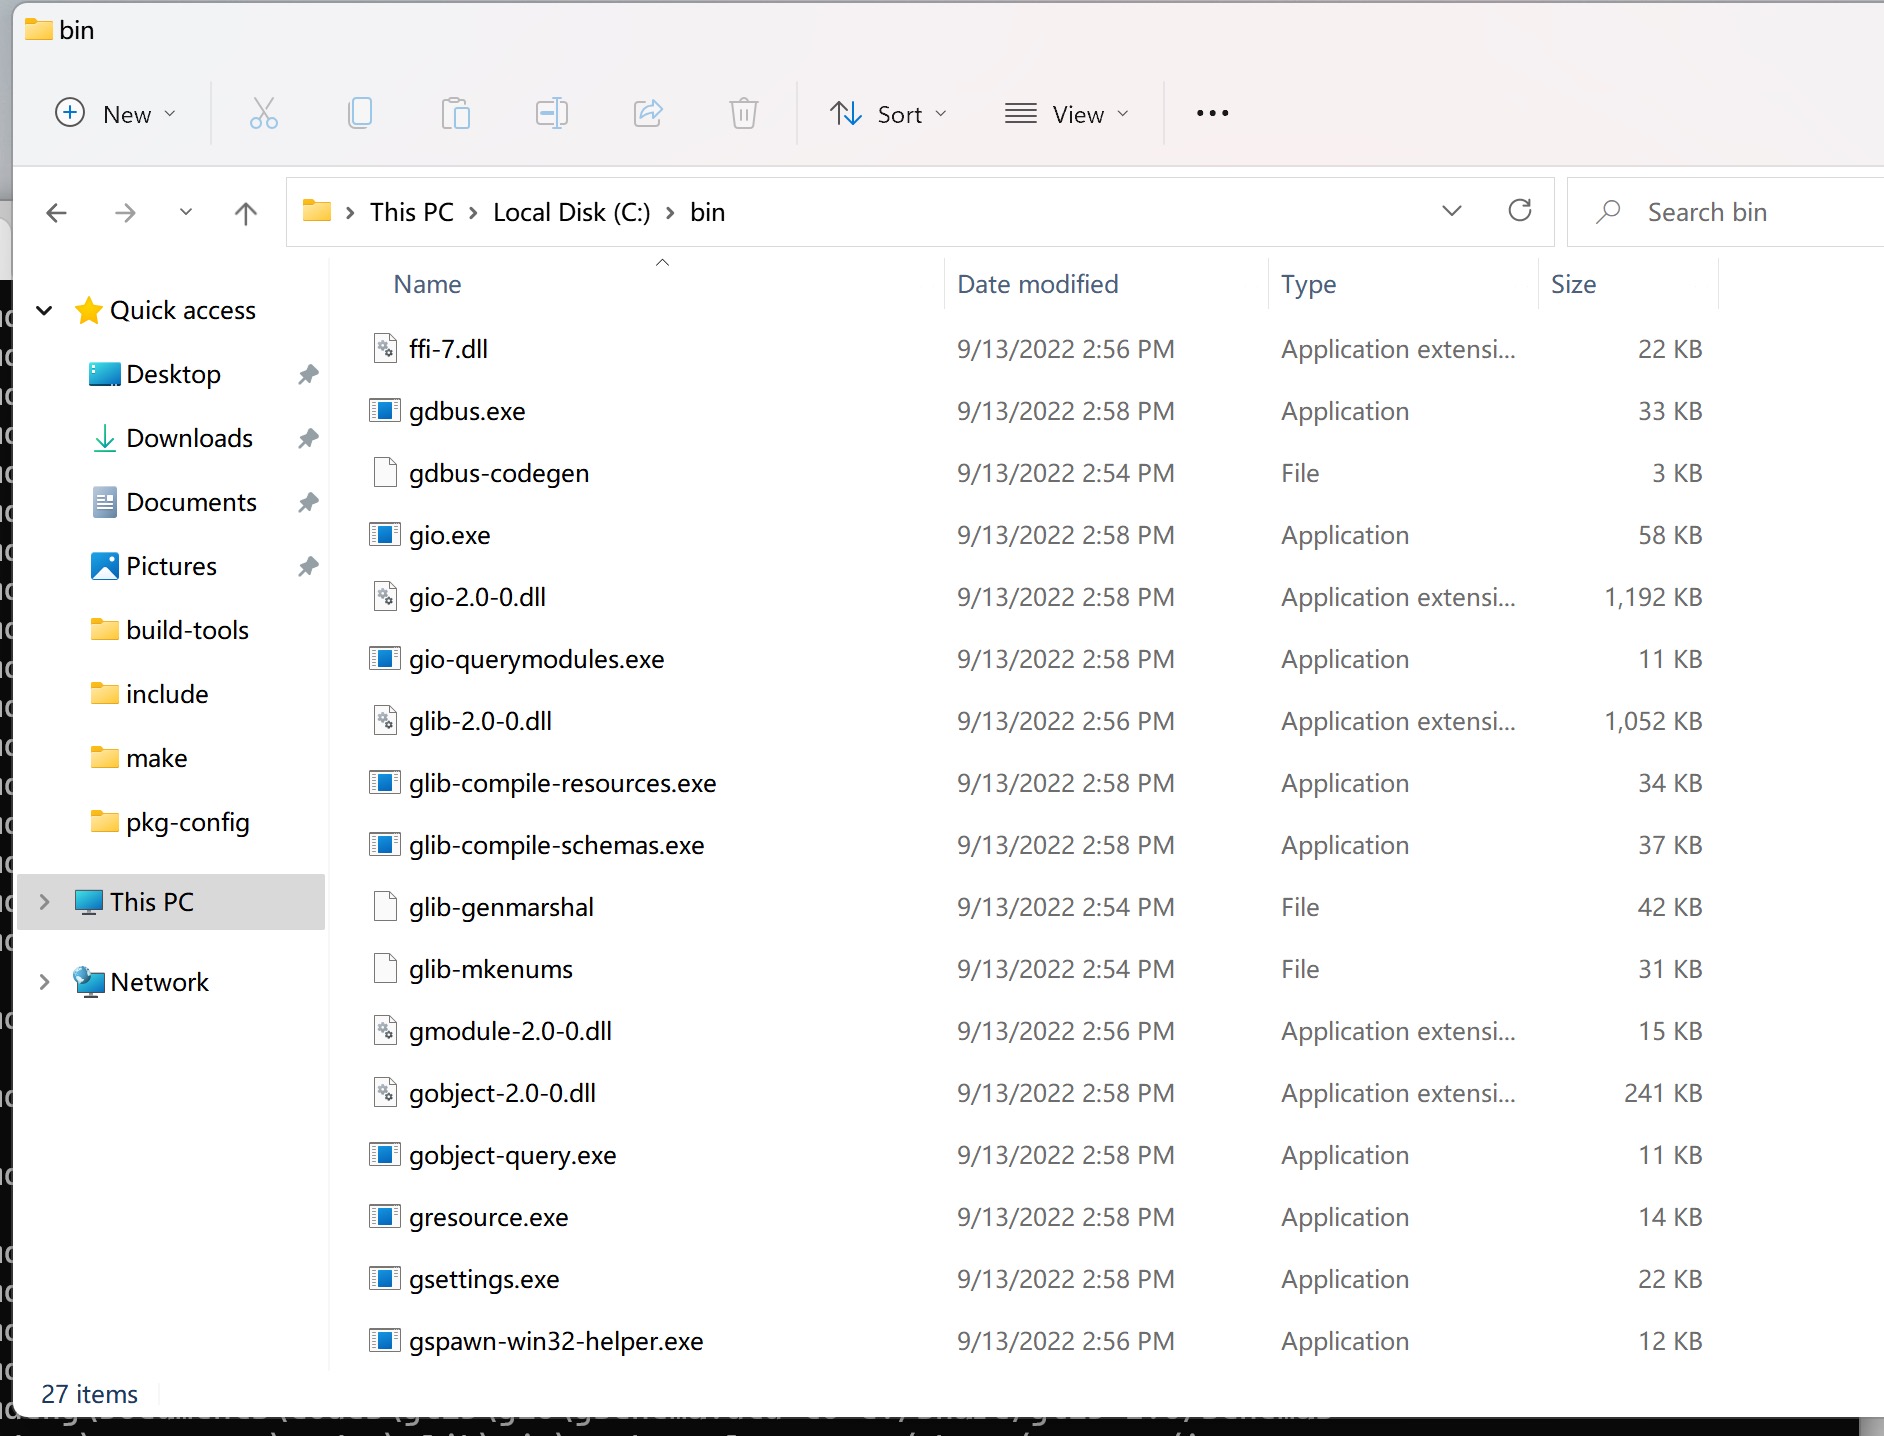 bin
New Sort View
This PC Local Disk (C:) bin Search bin
Name Date modified Type Size
Quick access
Desktop
Downloads
Documents
Pictures
build-tools
include
make
pkg-config
This PC
Network
ffi-7.dll 9/13/2022 2:56 PM Application extensi... 22 KB
gdbus.exe 9/13/2022 2:58 PM Application 33 KB
gdbus-codegen 9/13/2022 2:54 PM File 3 KB
gio.exe 9/13/2022 2:58 PM Application 58 KB
gio-2.0-0.dll 9/13/2022 2:58 PM Application extensi... 1,192 KB
gio-querymodules.exe 9/13/2022 2:58 PM Application 11 KB
glib-2.0-0.dll 9/13/2022 2:56 PM Application extensi... 1,052 KB
glib-compile-resources.exe 9/13/2022 2:58 PM Application 34 KB
glib-compile-schemas.exe 9/13/2022 2:58 PM Application 37 KB
glib-genmarshal 9/13/2022 2:54 PM File 42 KB
glib-mkenums 9/13/2022 2:54 PM File 31 KB
gmodule-2.0-0.dll 9/13/2022 2:56 PM Application extensi... 15 KB
gobject-2.0-0.dll 9/13/2022 2:58 PM Application extensi... 241 KB
gobject-query.exe 9/13/2022 2:58 PM Application 11 KB
gresource.exe 9/13/2022 2:58 PM Application 14 KB
gsettings.exe 9/13/2022 2:58 PM Application 22 KB
gspawn-win32-helper.exe 9/13/2022 2:56 PM Application 12 KB
27 items